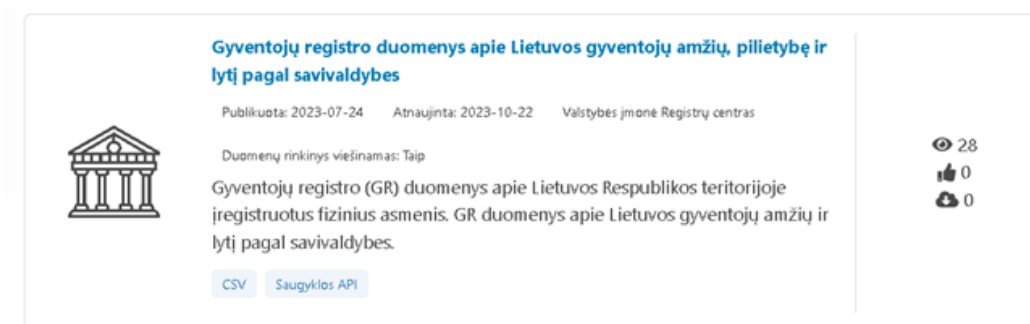 Gyventojų registro duomenys apie Lietuvos gyventojų amžių, pilietybę ir
lytį pagal savivaldybes
Publikuota: 2023-07-24 Atnaujinta: 2023-10-22 Valstybės įmonė Registrų centras
Duomenų rinkinys viešinamas: Taip
Gyventojų registro (GR) duomenys apie Lietuvos Respublikos teritorijoje
įregistruotus fizinius asmenis. GR duomenys apie Lietuvos gyventojų amžių ir
lytį pagal savivaldybes.
CSV Saugyklos API
28
0
0